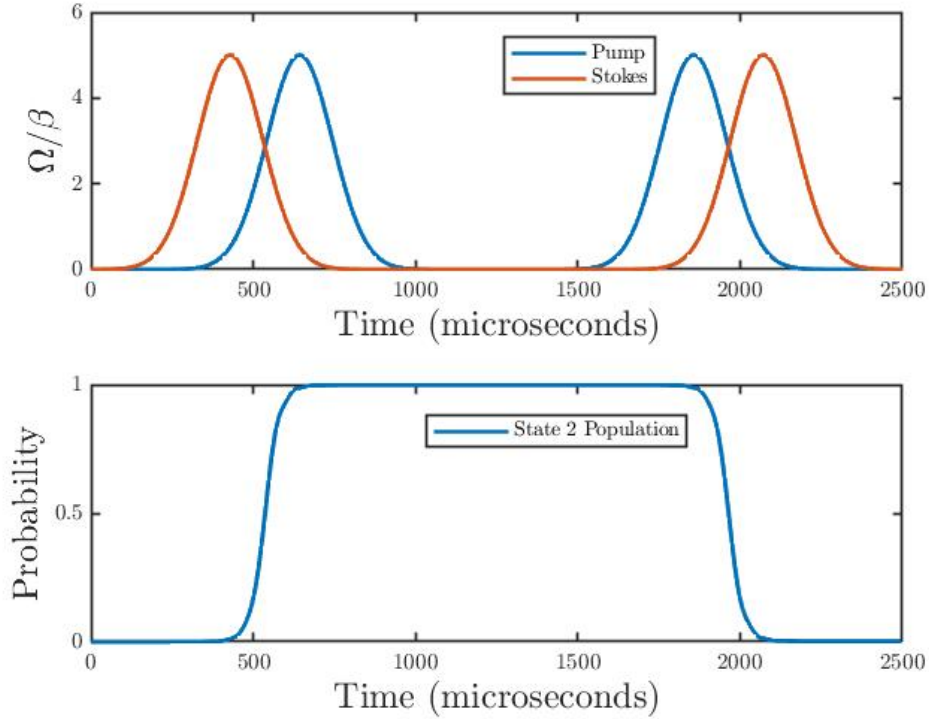 6
4
2
0
Ω/β
Pump
Stokes
0 500 1000 1500 2000 2500
Time (microseconds)
1
0.5
0
Probability
State 2 Population
0 500 1000 1500 2000 2500
Time (microseconds)